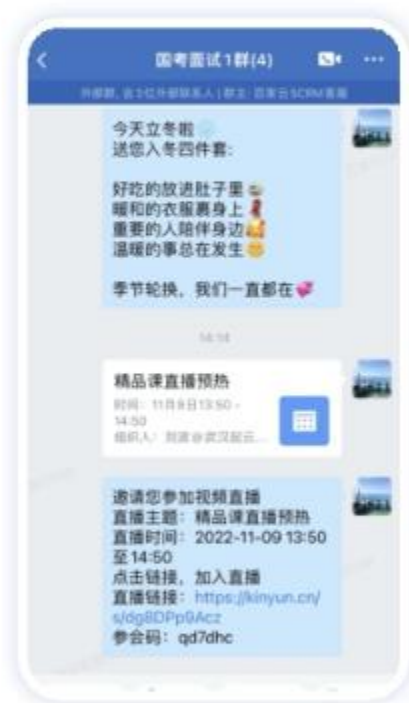 国考面试1群(4)
今天立冬啦
送您入冬四件套:
好吃的放进肚子里
暖和的衣服裹身上
重要的人陪伴身边
温暖的事总在发生
季节轮换，我们一直都在
14:14
精品课直播预热
时间: 11月9日13:50 -
14:50
组织人:
邀请您参加视频直播
直播主题: 精品课直播预热
直播时间: 2022-11-09 13:50
至14:50
点击链接，加入直播
直播链接: https://kinyun.cn/
s/dg8DPp9Acz
参会码: qd7dhc